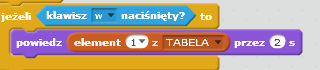 jeżeli klawisz w naciśnięty? to
powiedz element 1 z TABELA przez 2 s